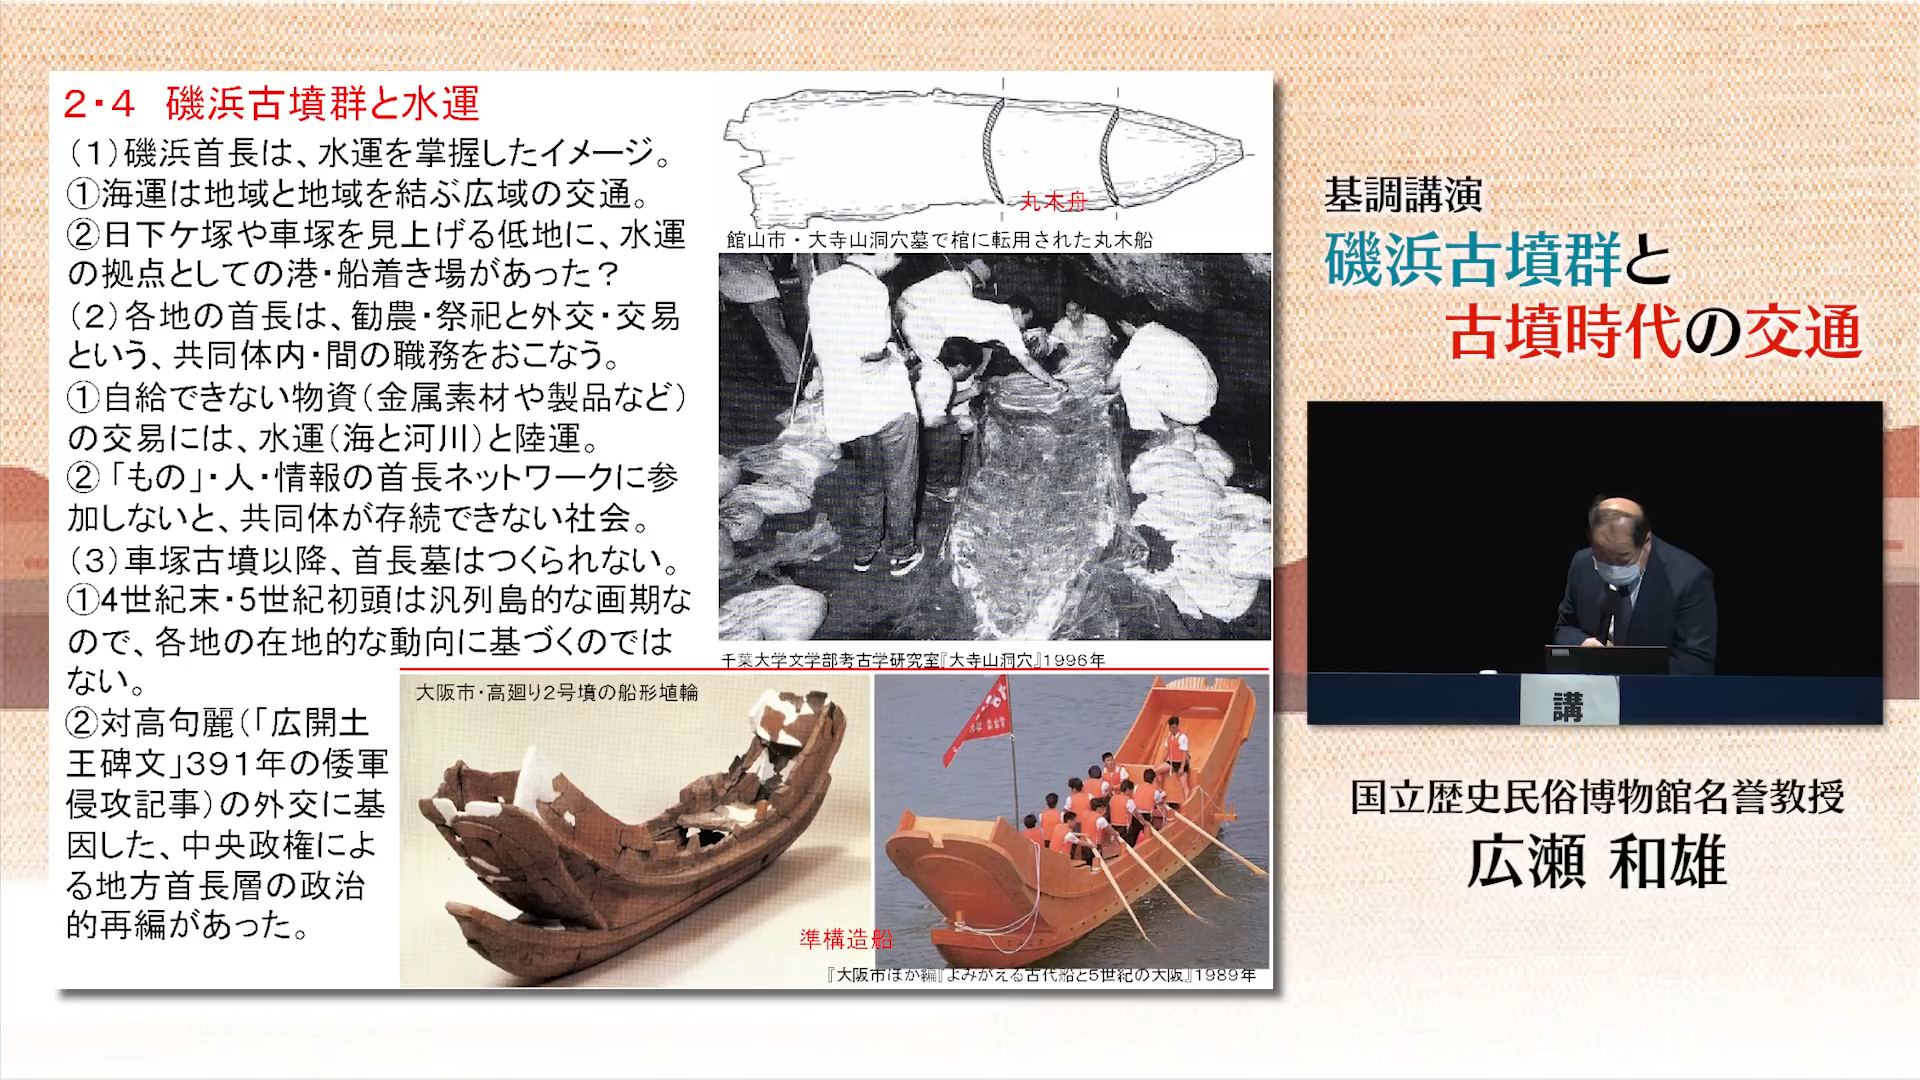 2・4　磯浜古墳群と水運
（1）磯浜首長は、水運を掌握したイメージ。
①海運は地域と地域を結ぶ広域の交通。
②日下ケ塚や車塚を見上げる低地に、水運
の拠点としての港・船着き場があった？
（2）各地の首長は、勧農・祭祀と外交・交易
という、共同体内・間の職務をおこなう。
①自給できない物資（金属素材や製品など）
の交易には、水運（海と河川）と陸運。
②「もの」・人・情報の首長ネットワークに参
加しないと、共同体が存続できない社会。
（3）車塚古墳以降、首長墓はつくられない。
①4世紀末・5世紀初頭は汎列島的な画期な
ので、各地の在地的な動向に基づくのでは
ない。
②対高句麗（「広開土
王碑文」391年の倭軍
侵攻記事）の外交に基
因した、中央政権によ
る地方首長層の政治
的再編があった。
丸木舟
館山市・大寺山洞穴墓で棺に転用された丸木船
千葉大学文学部考古学研究室『大寺山洞穴』1996年
大阪市・高廻り2号墳の船形埴輪
準構造船
『大阪市ほか編『よみがえる古代船と5世紀の大阪』1989年
基調講演
磯浜古墳群と
古墳時代の交通
講
国立歴史民俗博物館名誉教授
広瀬 和雄